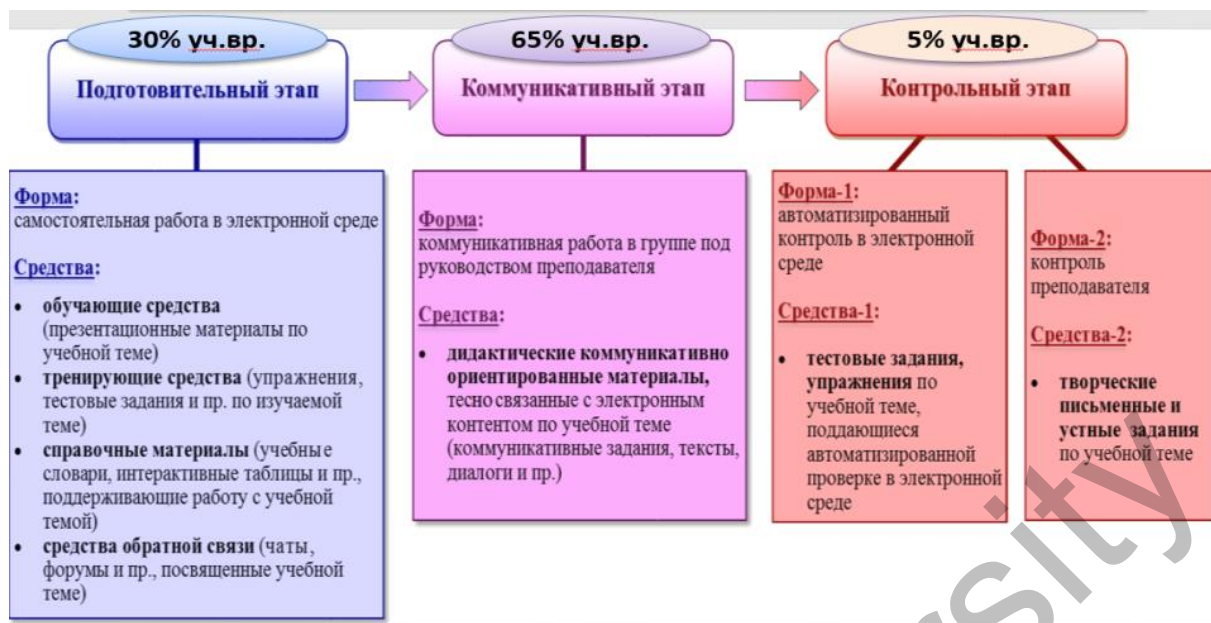 30% уч.вр.
Подготовительный этап
65% уч.вр.
Коммуникативный этап
5% уч.вр.
Контрольный этап
Форма:
самостоятельная работа в электронной среде
Средства:
• обучающие средства
(презентационные материалы по
учебной теме)
• тренирующие средства (упражнения,
тестовые задания и пр. по изучаемой
теме)
• справочные материалы (учебные
словари, интерактивные таблицы и пр.,
поддерживающие работу с учебной
темой)
• средства обратной связи (чаты,
форумы и пр., посвященные учебной
теме)
Форма:
коммуникативная работа в группе под
руководством преподавателя
Средства:
• дидактические коммуникативно
ориентированные материалы,
тесно связанные с электронным
контентом по учебной теме
(коммуникативные задания, тексты,
диалоги и пр.)
Форма-1:
автоматизированный
контроль в электронной
среде
Средства-1:
• тестовые задания,
упражнения по
учебной теме,
поддающиеся
автоматизированной
проверке в электронной
среде
Форма-2:
контроль
преподавателя
Средства-2:
• творческие
письменные и
устные задания
по учебной теме
ersity